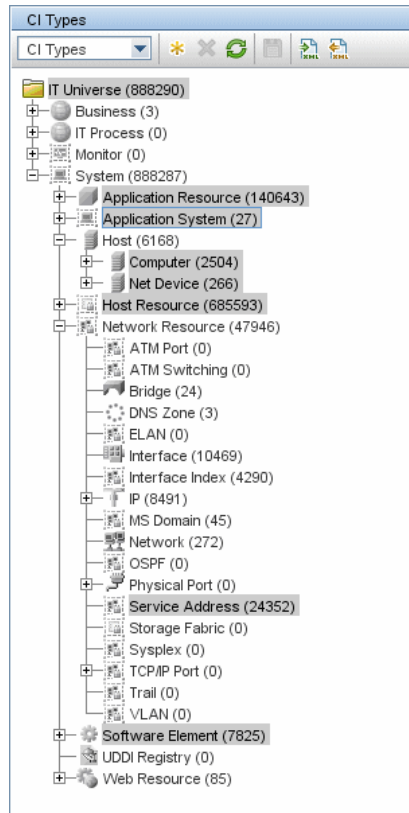 CI Types
CI Types
XML XML
IT Universe (888290)
Business (3)
IT Process (0)
Monitor (0)
System (888287)
Application Resource (140643)
Application System (27)
Host (6168)
Computer (2504)
Net Device (266)
Host Resource (685593)
Network Resource (47946)
ATM Port (0)
ATM Switching (0)
Bridge (24)
DNS Zone (3)
ELAN (0)
Interface (10469)
Interface Index (4290)
IP (8491)
MS Domain (45)
Network (272)
OSPF (0)
Physical Port (0)
Service Address (24352)
Storage Fabric (0)
Sysplex (0)
TCP/IP Port (0)
Trail (0)
VLAN (0)
Software Element (7825)
UDDI Registry (0)
Web Resource (85)